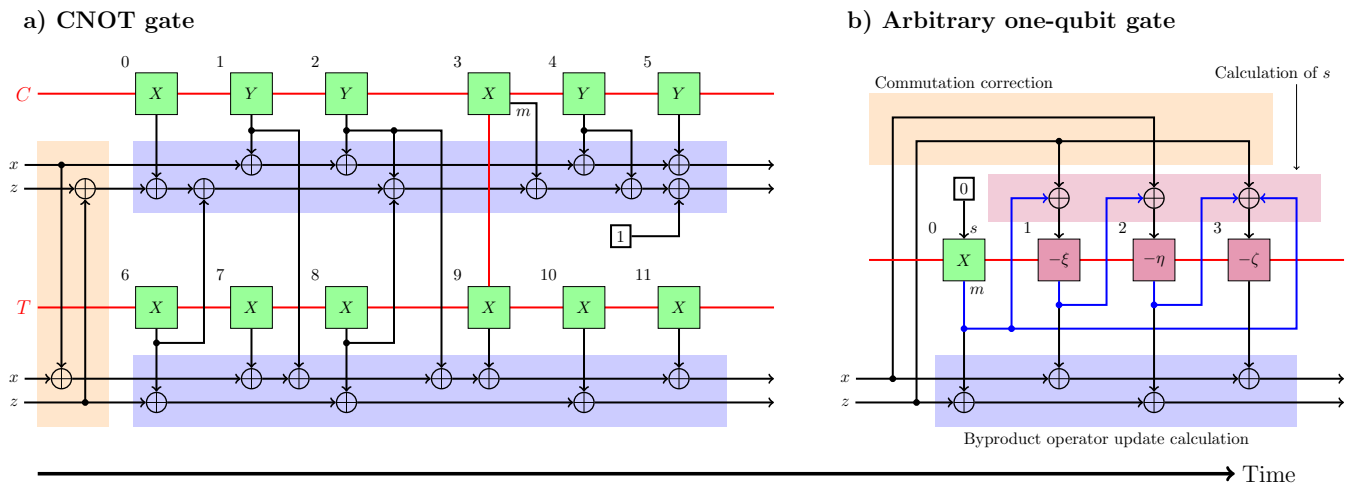 a) CNOT gate
b) Arbitrary one-qubit gate
0 1 2 3 4 5
C X Y Y X Y Y
m
x
z
1
6 7 8 9 10 11
T X X X X X X
x
z
Calculation of s
Commutation correction
0
0 s 1 2 3
X −ξ −η −ζ
m
x
z
Byproduct operator update calculation
Time